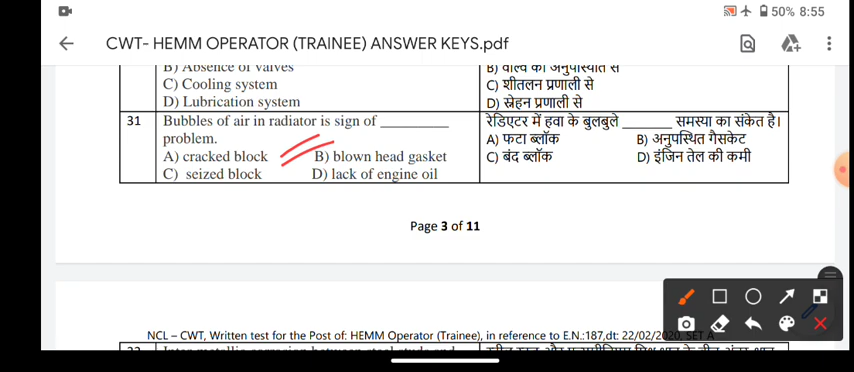 50% 8:55
CWT- HEMM OPERATOR (TRAINEE) ANSWER KEYS.pdf
B) Absence of valves
C) Cooling system
D) Lubrication system
B) वाल्व की अनुपस्थिति से
C) शीतलन प्रणाली से
D) स्नेहन प्रणाली से
31 Bubbles of air in radiator is sign of __________
problem.
A) cracked block B) blown head gasket
C) seized block D) lack of engine oil
रेडिएटर में हवा के बुलबुले _______ समस्या का संकेत है।
A) फटा ब्लॉक B) अनुपस्थित गैसकेट
C) बंद ब्लॉक D) इंजिन तेल की कमी
Page 3 of 11
NCL – CWT, Written test for the Post of: HEMM Operator (Trainee), in reference to E.N.:187,dt: 22/02/2020, SET A